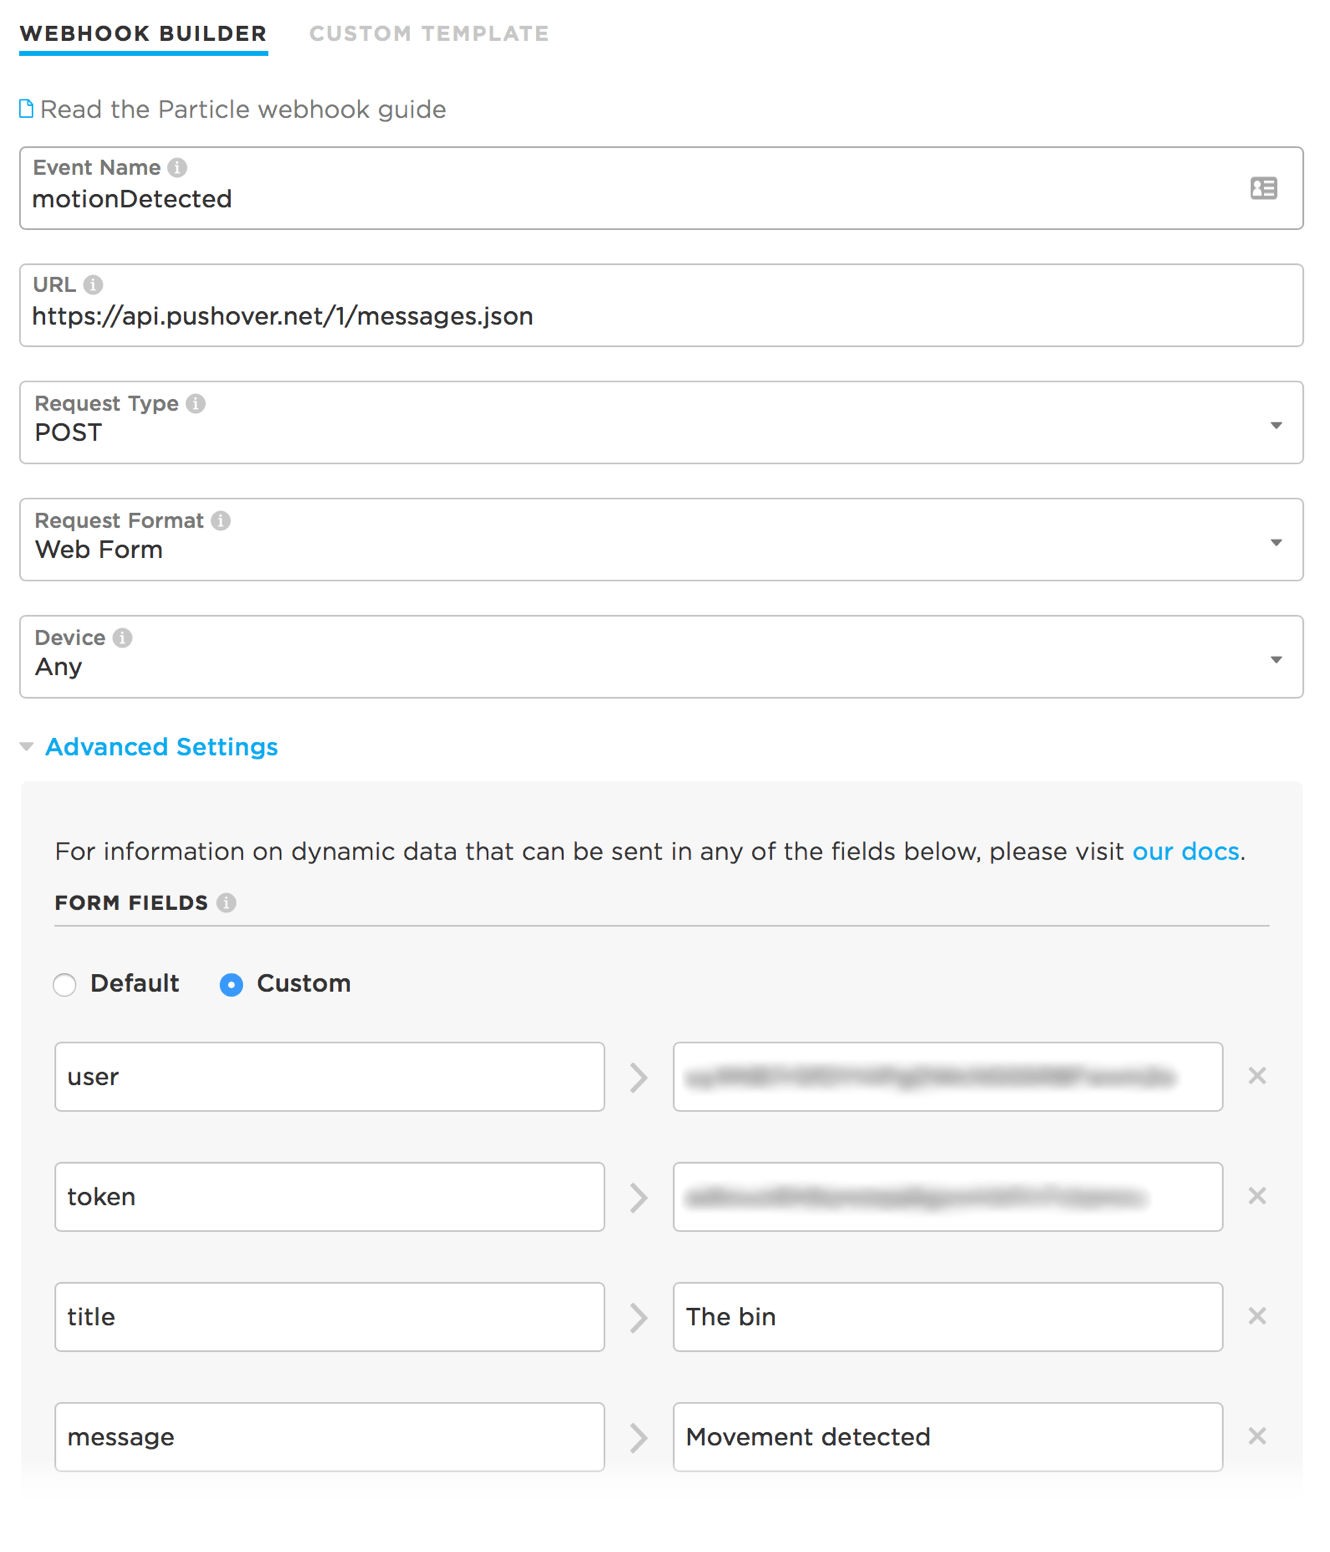 WEBHOOK BUILDER CUSTOM TEMPLATE
Read the Particle webhook guide
Event Name
motionDetected
URL
https://api.pushover.net/1/messages.json
Request Type
POST
Request Format
Web Form
Device
Any
Advanced Settings
For information on dynamic data that can be sent in any of the fields below, please visit our docs.
FORM FIELDS
Default Custom
user
token
title The bin
message Movement detected